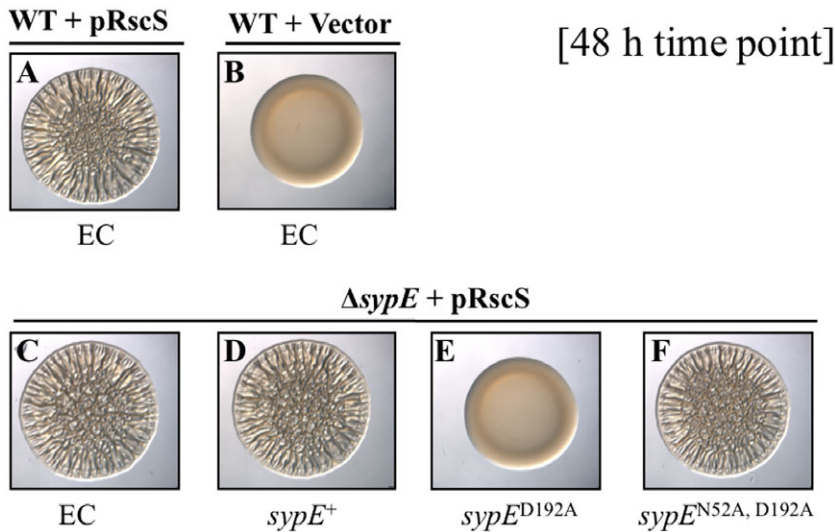 WT + pRscS WT + Vector
[48 h time point]
A B
EC EC
ΔsypE + pRscS
C D E F
EC sypE⁺ sypEᴰ¹⁹²ᴬ sypEᴺ⁵²ᴬ, ᴰ¹⁹²ᴬ